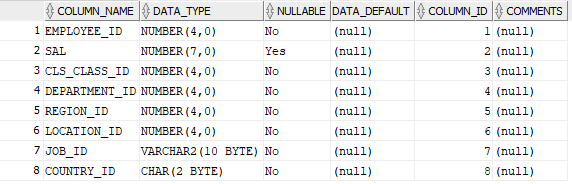 COLUMN_NAME DATA_TYPE NULLABLE DATA_DEFAULT COLUMN_ID COMMENTS
1 EMPLOYEE_ID NUMBER(4,0) No (null) 1 (null)
2 SAL NUMBER(7,0) Yes (null) 2 (null)
3 CLS_CLASS_ID NUMBER(4,0) No (null) 3 (null)
4 DEPARTMENT_ID NUMBER(4,0) No (null) 4 (null)
5 REGION_ID NUMBER(4,0) No (null) 5 (null)
6 LOCATION_ID NUMBER(4,0) No (null) 6 (null)
7 JOB_ID VARCHAR2(10 BYTE) No (null) 7 (null)
8 COUNTRY_ID CHAR(2 BYTE) No (null) 8 (null)